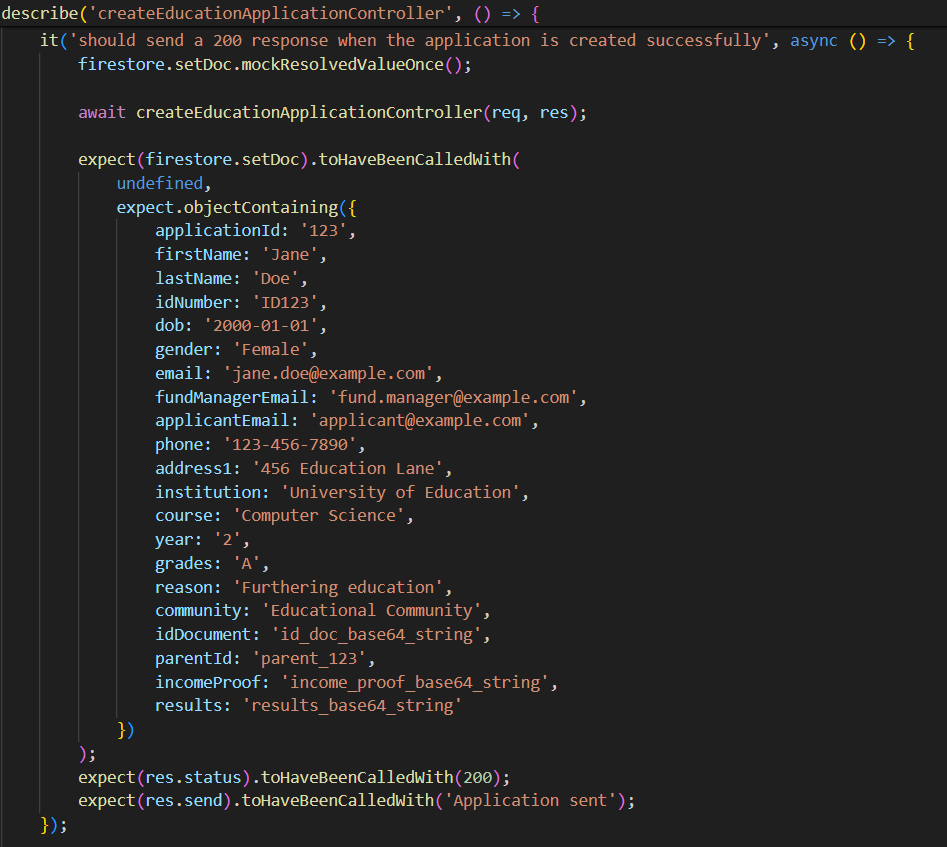 describe('createEducationApplicationController', () => {
    it('should send a 200 response when the application is created successfully', async () => {
        firestore.setDoc.mockResolvedValueOnce();

        await createEducationApplicationController(req, res);

        expect(firestore.setDoc).toHaveBeenCalledWith(
            undefined,
            expect.objectContaining({
                applicationId: '123',
                firstName: 'Jane',
                lastName: 'Doe',
                idNumber: 'ID123',
                dob: '2000-01-01',
                gender: 'Female',
                email: 'jane.doe@example.com',
                fundManagerEmail: 'fund.manager@example.com',
                applicantEmail: 'applicant@example.com',
                phone: '123-456-7890',
                address1: '456 Education Lane',
                institution: 'University of Education',
                course: 'Computer Science',
                year: '2',
                grades: 'A',
                reason: 'Furthering education',
                community: 'Educational Community',
                idDocument: 'id_doc_base64_string',
                parentId: 'parent_123',
                incomeProof: 'income_proof_base64_string',
                results: 'results_base64_string'
            })
        );
        expect(res.status).toHaveBeenCalledWith(200);
        expect(res.send).toHaveBeenCalledWith('Application sent');
    });